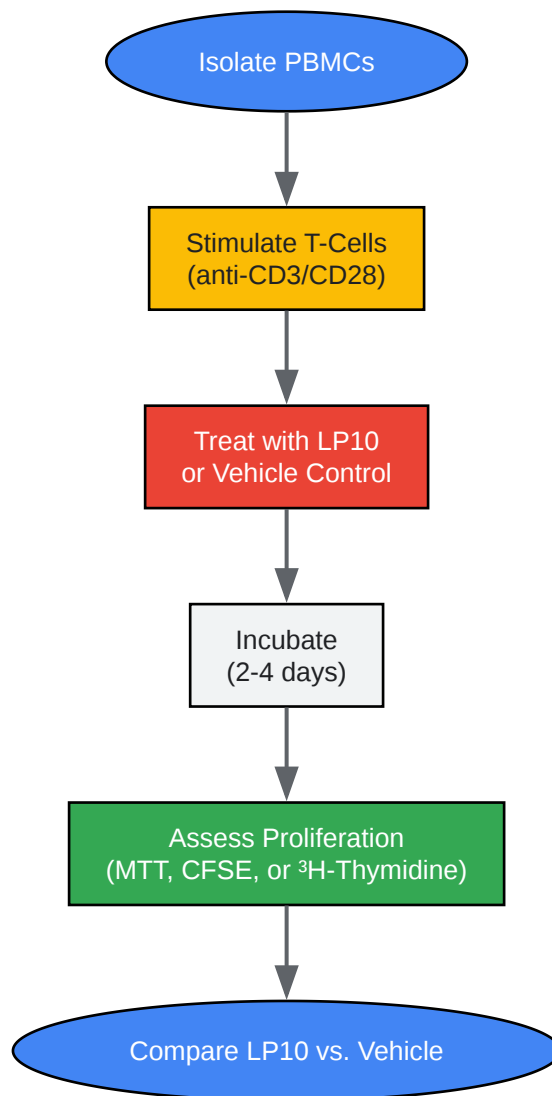 Isolate PBMCs
Stimulate T-Cells
(anti-CD3/CD28)
Treat with LP10
or Vehicle Control
Incubate
(2-4 days)
Assess Proliferation
(MTT, CFSE, or ³H-Thymidine)
Compare LP10 vs. Vehicle